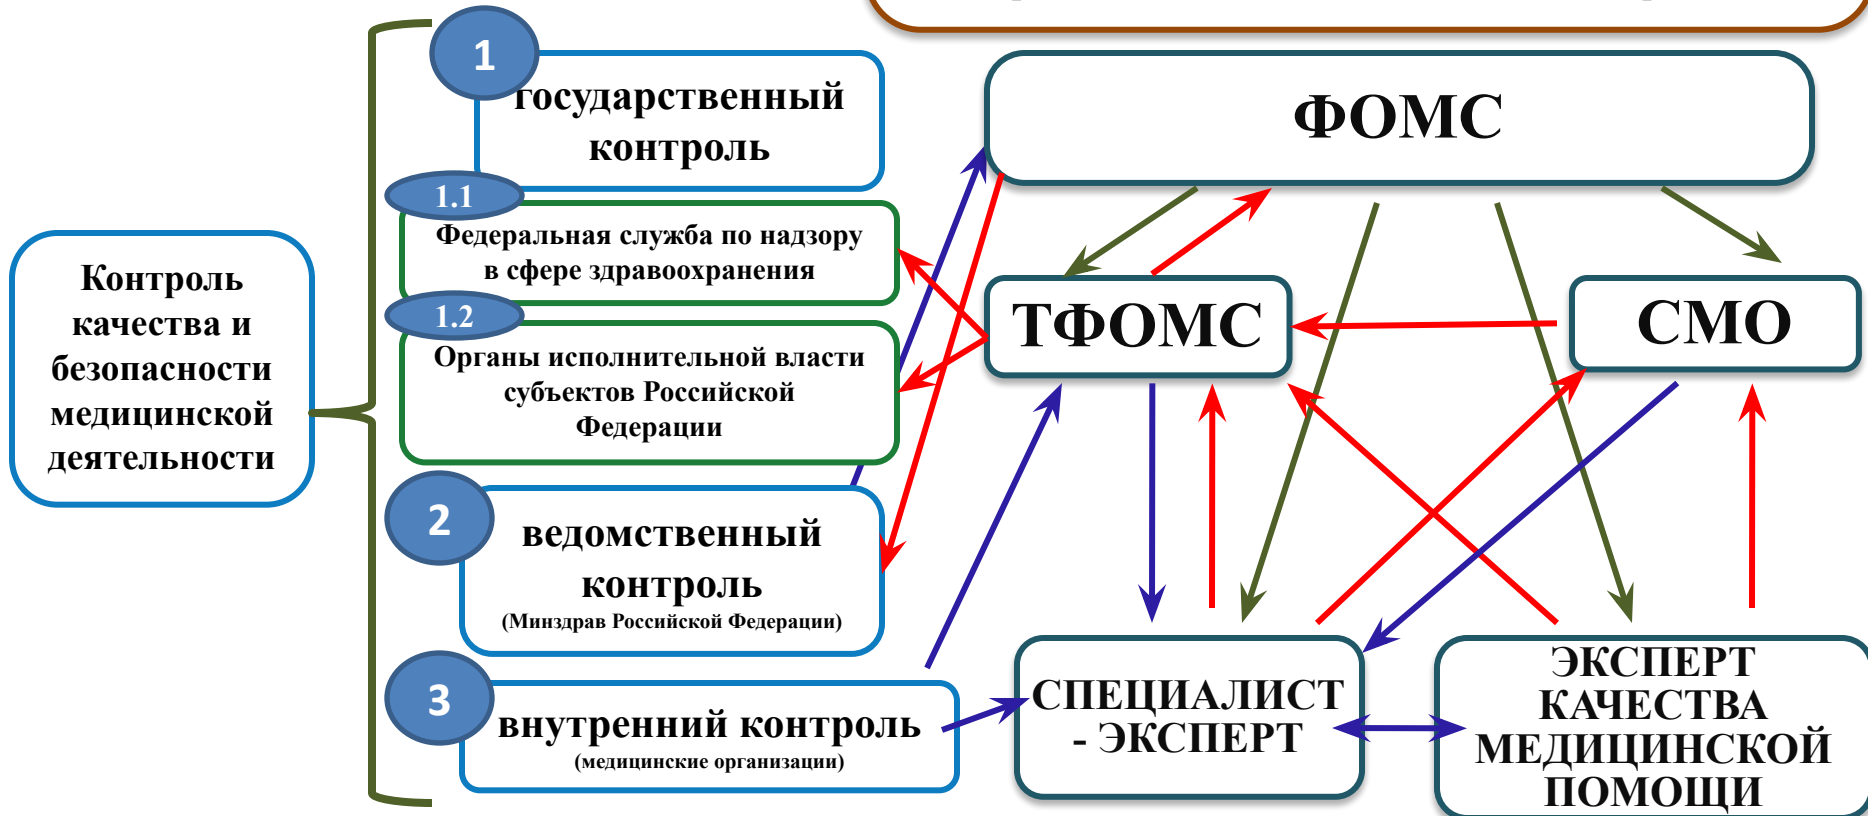 Контроль
качества и
безопасности
медицинской
деятельности
1
государственный
контроль
1.1
Федеральная служба по надзору
в сфере здравоохранения
1.2
Органы исполнительной власти
субъектов Российской
Федерации
2
ведомственный
контроль
(Минздрав Российской Федерации)
3
внутренний контроль
(медицинские организации)
ФОМС
ТФОМС
СМО
СПЕЦИАЛИСТ
- ЭКСПЕРТ
ЭКСПЕРТ
КАЧЕСТВА
МЕДИЦИНСКОЙ
ПОМОЩИ